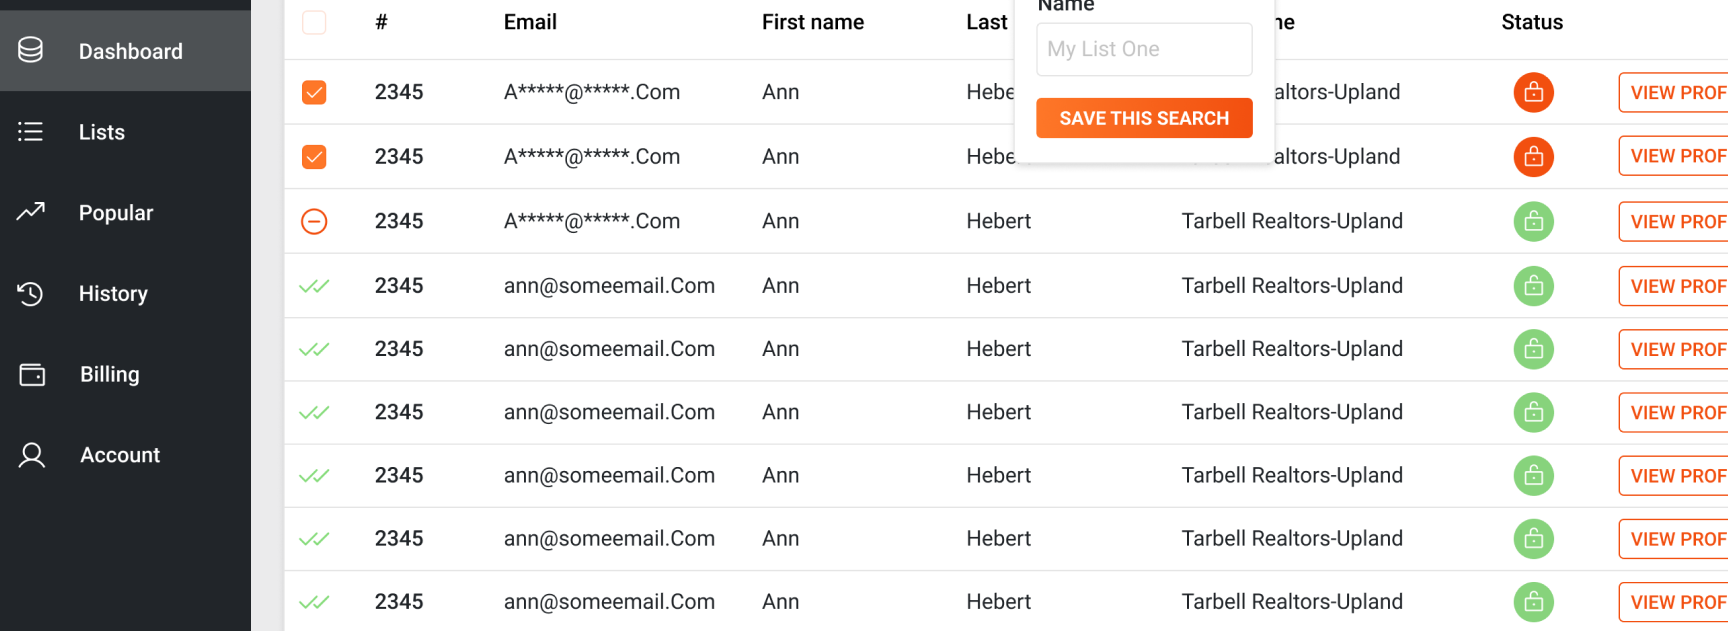 Dashboard
Lists
Popular
History
Billing
Account
# Email First name Last ne Status
Name
My List One
SAVE THIS SEARCH
2345 A*****@*****.Com Ann Hebe altors-Upland VIEW PROF
2345 A*****@*****.Com Ann Hebe altors-Upland VIEW PROF
2345 A*****@*****.Com Ann Hebert Tarbell Realtors-Upland VIEW PROF
2345 ann@someemail.Com Ann Hebert Tarbell Realtors-Upland VIEW PROF
2345 ann@someemail.Com Ann Hebert Tarbell Realtors-Upland VIEW PROF
2345 ann@someemail.Com Ann Hebert Tarbell Realtors-Upland VIEW PROF
2345 ann@someemail.Com Ann Hebert Tarbell Realtors-Upland VIEW PROF
2345 ann@someemail.Com Ann Hebert Tarbell Realtors-Upland VIEW PROF
2345 ann@someemail.Com Ann Hebert Tarbell Realtors-Upland VIEW PROF